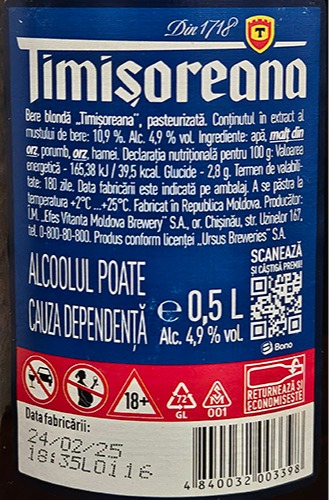 Din 1718
T
Timișoreana
Bere blondă „Timișoreana”, pasteurizată. Conținutul în extract al
mustului de bere: 10,9 %. Alc. 4,9 % vol. Ingrediente: apă, malț din
orz, porumb, orz, hamei. Declarația nutrițională pentru 100 g: Valoarea
energetică - 165,38 kJ / 39,5 kcal. Glucide - 2,8 g. Termen de valabili-
tate: 180 zile. Data fabricării este indicată pe ambalaj. A se păstra la
temperatura +2°C ...+25°C. Fabricat în Republica Moldova. Producător:
Î.M. „Efes Vitanta Moldova Brewery” S.A., or. Chișinău, str. Uzinelor 167,
tel. 0-800-80-800. Produs conform licenței „Ursus Breweries” S.A.
SCANEAZĂ
ȘI CÂȘTIGĂ PREMII!
ALCOOLUL POATE
CAUZA DEPENDENȚĂ
e 0,5 L
Alc. 4,9 % vol.
Bono
18+
72
GL
SM
001
RETURNEAZĂ ȘI
ECONOMISEȘTE
Data fabricării:
24/02/25
18:35L0116
4 840032 003398